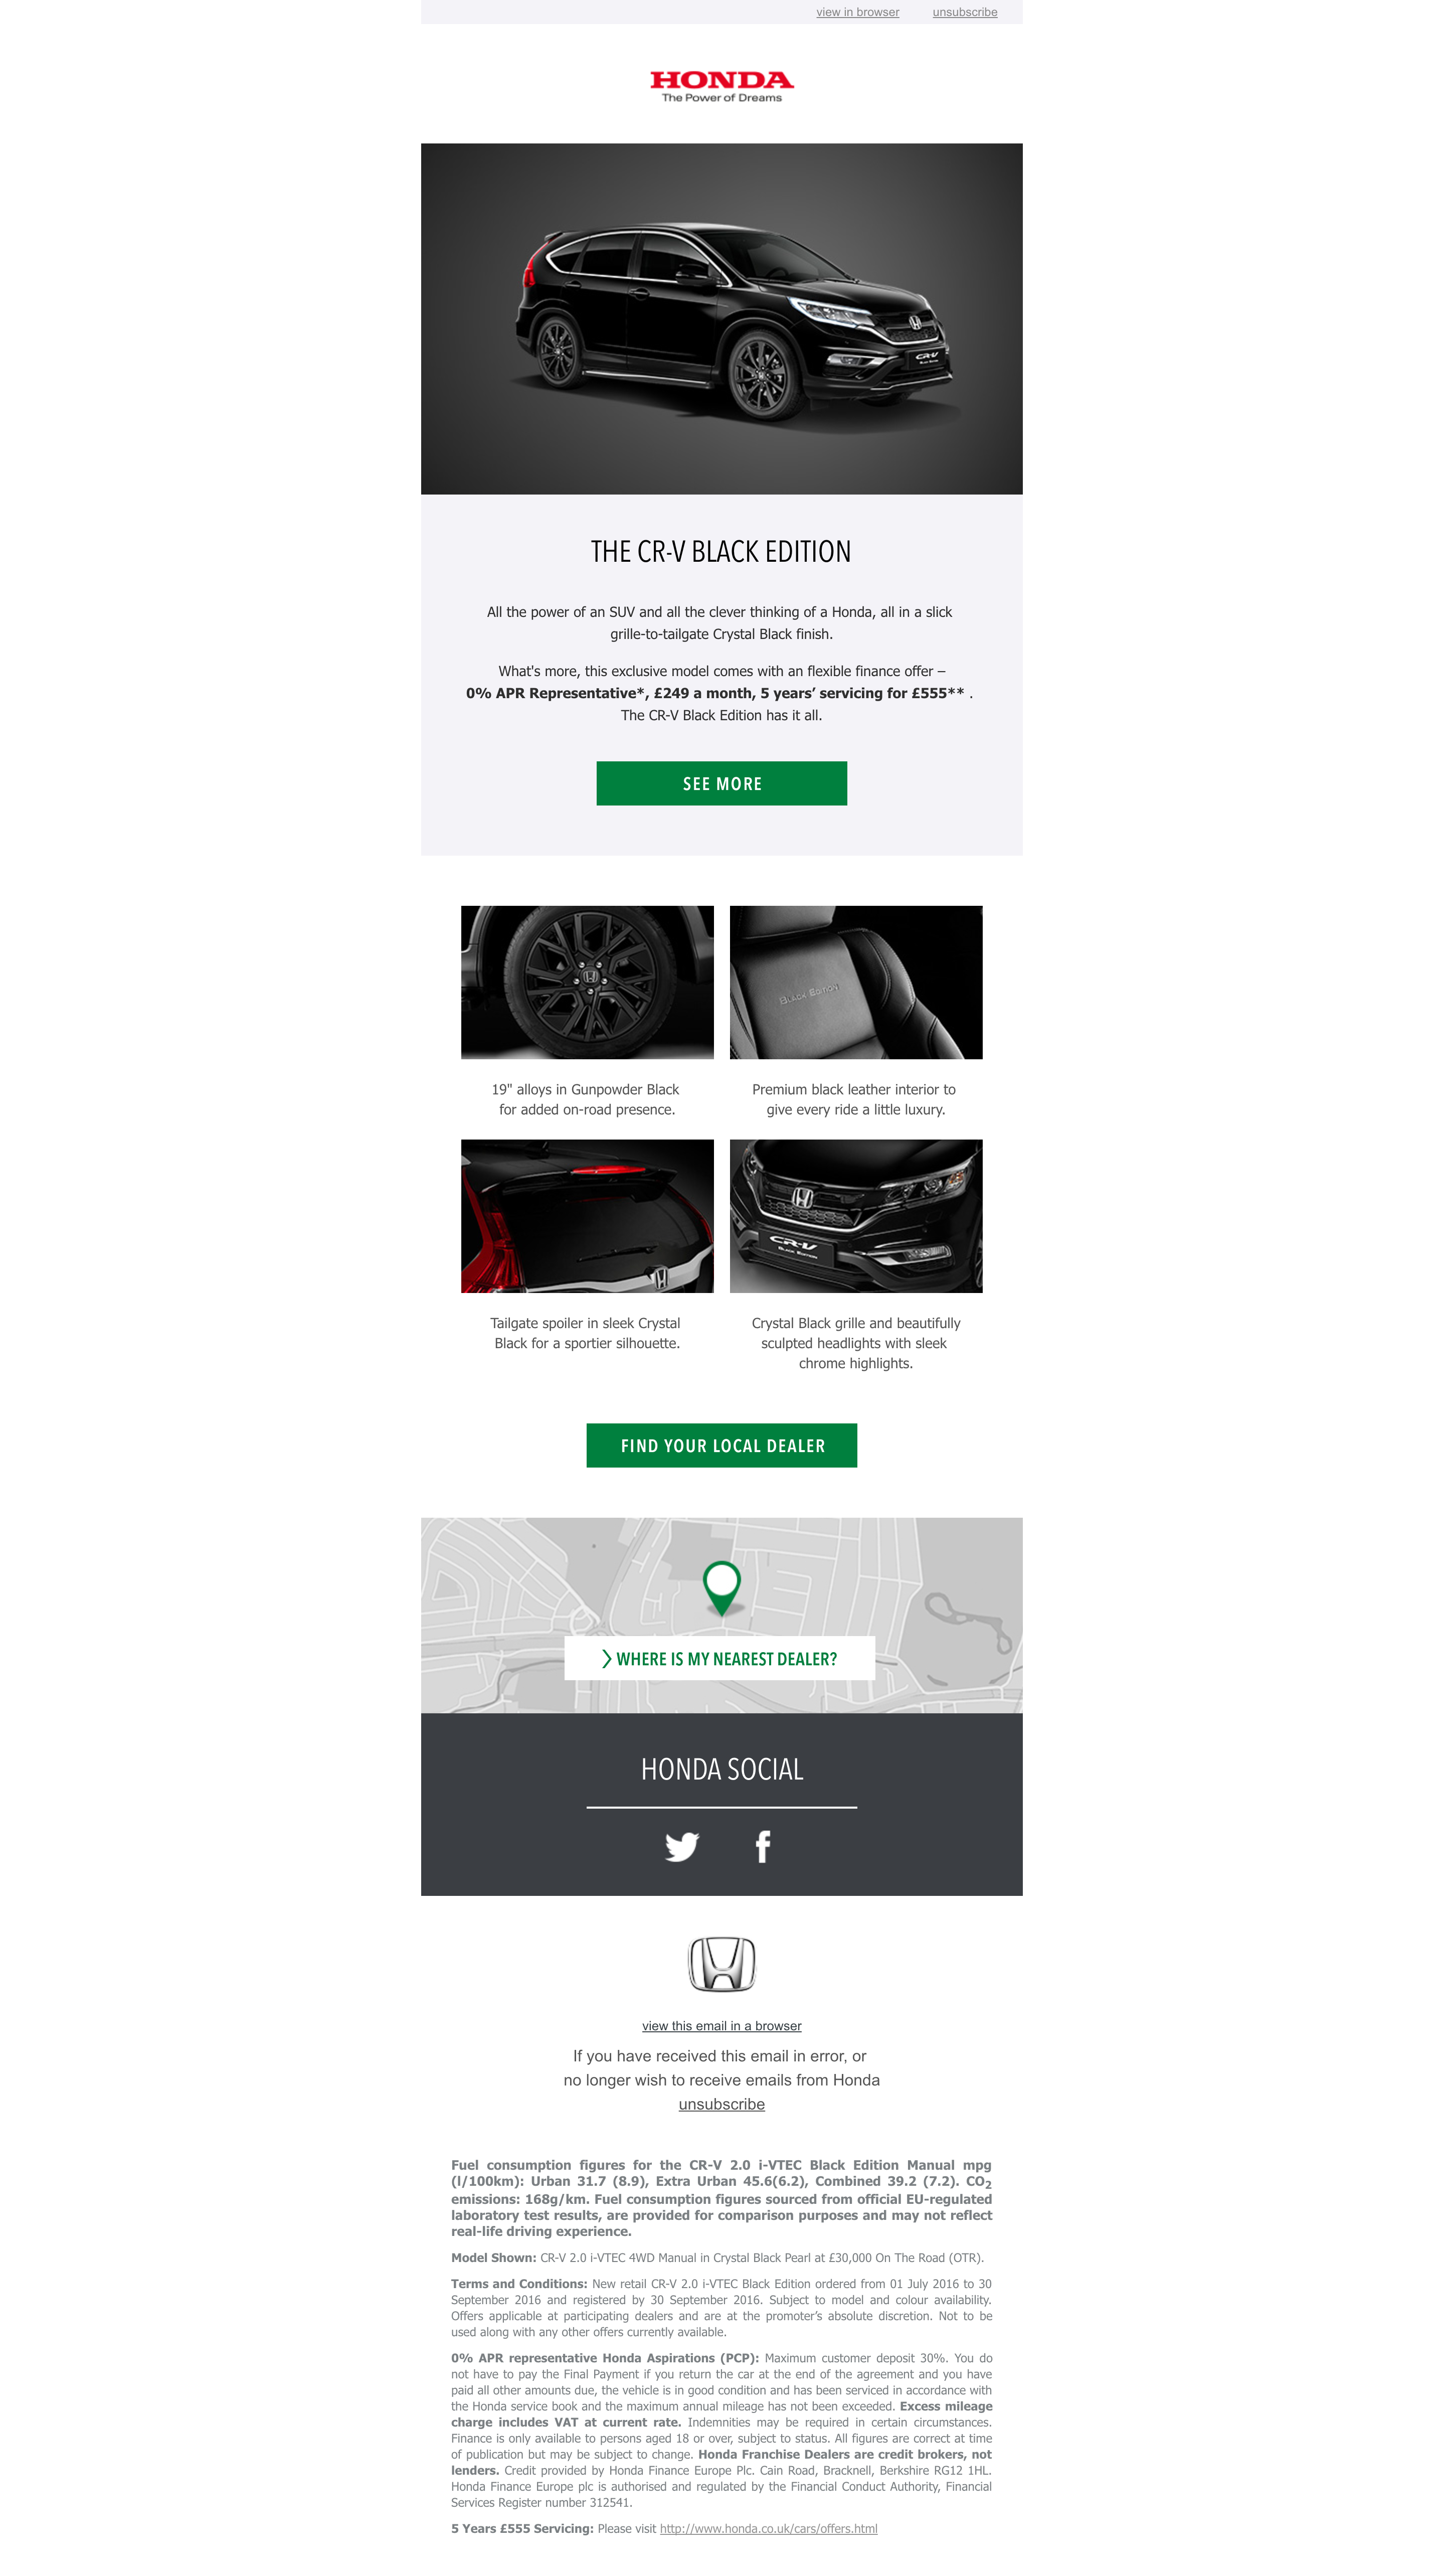 view in browser unsubscribe
HONDA
The Power of Dreams
CR-V
BLACK EDITION
THE CR-V BLACK EDITION
All the power of an SUV and all the clever thinking of a Honda, all in a slick
grille-to-tailgate Crystal Black finish.
What's more, this exclusive model comes with an flexible finance offer –
0% APR Representative*, £249 a month, 5 years’ servicing for £555** .
The CR-V Black Edition has it all.
SEE MORE
BLACK EDITION
19" alloys in Gunpowder Black
for added on-road presence.
Premium black leather interior to
give every ride a little luxury.
CR-V
BLACK EDITION
Tailgate spoiler in sleek Crystal
Black for a sportier silhouette.
Crystal Black grille and beautifully
sculpted headlights with sleek
chrome highlights.
FIND YOUR LOCAL DEALER
WHERE IS MY NEAREST DEALER?
HONDA SOCIAL
view this email in a browser
If you have received this email in error, or
no longer wish to receive emails from Honda
unsubscribe
Fuel consumption figures for the CR-V 2.0 i-VTEC Black Edition Manual mpg
(l/100km): Urban 31.7 (8.9), Extra Urban 45.6(6.2), Combined 39.2 (7.2). CO2
emissions: 168g/km. Fuel consumption figures sourced from official EU-regulated
laboratory test results, are provided for comparison purposes and may not reflect
real-life driving experience.
Model Shown: CR-V 2.0 i-VTEC 4WD Manual in Crystal Black Pearl at £30,000 On The Road (OTR).
Terms and Conditions: New retail CR-V 2.0 i-VTEC Black Edition ordered from 01 July 2016 to 30
September 2016 and registered by 30 September 2016. Subject to model and colour availability.
Offers applicable at participating dealers and are at the promoter’s absolute discretion. Not to be
used along with any other offers currently available.
0% APR representative Honda Aspirations (PCP): Maximum customer deposit 30%. You do
not have to pay the Final Payment if you return the car at the end of the agreement and you have
paid all other amounts due, the vehicle is in good condition and has been serviced in accordance with
the Honda service book and the maximum annual mileage has not been exceeded. Excess mileage
charge includes VAT at current rate. Indemnities may be required in certain circumstances.
Finance is only available to persons aged 18 or over, subject to status. All figures are correct at time
of publication but may be subject to change. Honda Franchise Dealers are credit brokers, not
lenders. Credit provided by Honda Finance Europe Plc. Cain Road, Bracknell, Berkshire RG12 1HL.
Honda Finance Europe plc is authorised and regulated by the Financial Conduct Authority, Financial
Services Register number 312541.
5 Years £555 Servicing: Please visit http://www.honda.co.uk/cars/offers.html